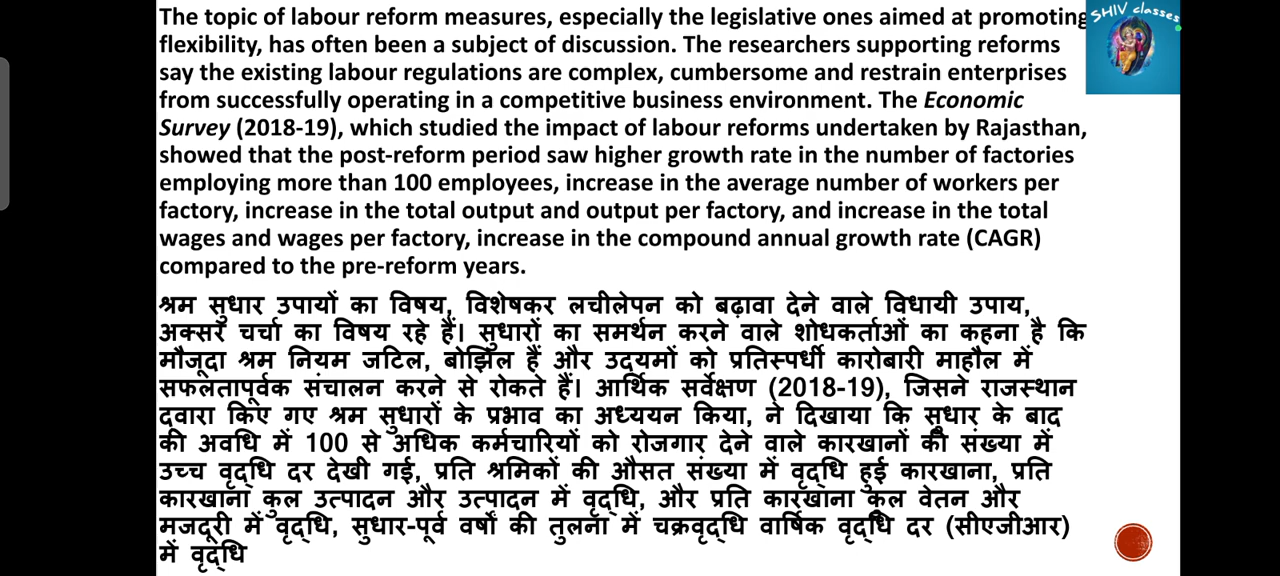 The topic of labour reform measures, especially the legislative ones aimed at promoting
flexibility, has often been a subject of discussion. The researchers supporting reforms
say the existing labour regulations are complex, cumbersome and restrain enterprises
from successfully operating in a competitive business environment. The Economic
Survey (2018-19), which studied the impact of labour reforms undertaken by Rajasthan,
showed that the post-reform period saw higher growth rate in the number of factories
employing more than 100 employees, increase in the average number of workers per
factory, increase in the total output and output per factory, and increase in the total
wages and wages per factory, increase in the compound annual growth rate (CAGR)
compared to the pre-reform years.
श्रम सुधार उपायों का विषय, विशेषकर लचीलेपन को बढ़ावा देने वाले विधायी उपाय,
अक्सर चर्चा का विषय रहे हैं। सुधारों का समर्थन करने वाले शोधकर्ताओं का कहना है कि
मौजूदा श्रम नियम जटिल, बोझिल हैं और उद्यमों को प्रतिस्पर्धी कारोबारी माहौल में
सफलतापूर्वक संचालन करने से रोकते हैं। आर्थिक सर्वेक्षण (2018-19), जिसने राजस्थान
द्वारा किए गए श्रम सुधारों के प्रभाव का अध्ययन किया, ने दिखाया कि सुधार के बाद
की अवधि में 100 से अधिक कर्मचारियों को रोजगार देने वाले कारखानों की संख्या में
उच्च वृद्धि दर देखी गई, प्रति श्रमिकों की औसत संख्या में वृद्धि हुई कारखाना, प्रति
कारखाना कुल उत्पादन और उत्पादन में वृद्धि, और प्रति कारखाना कुल वेतन और
मजदूरी में वृद्धि, सुधार-पूर्व वर्षों की तुलना में चक्रवृद्धि वार्षिक वृद्धि दर (सीएजीआर)
में वृद्धि
SHIV classes